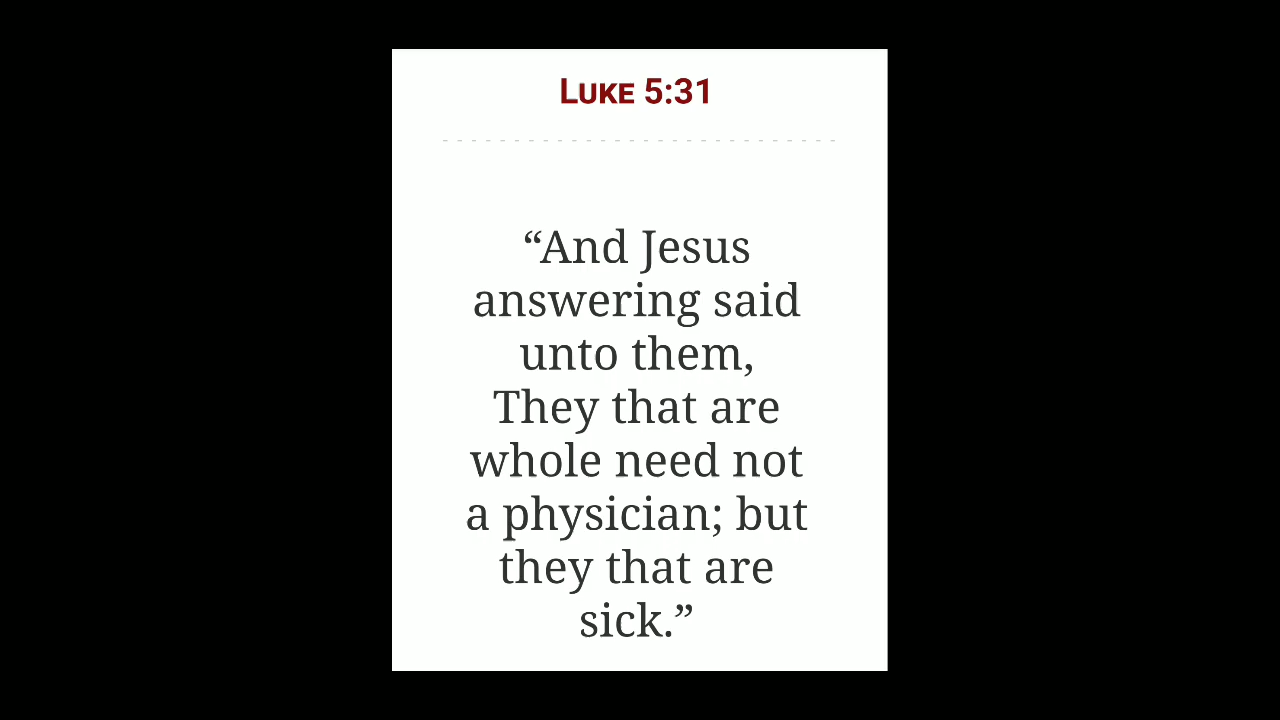 Luke 5:31
“And Jesus
answering said
unto them,
They that are
whole need not
a physician; but
they that are
sick.”